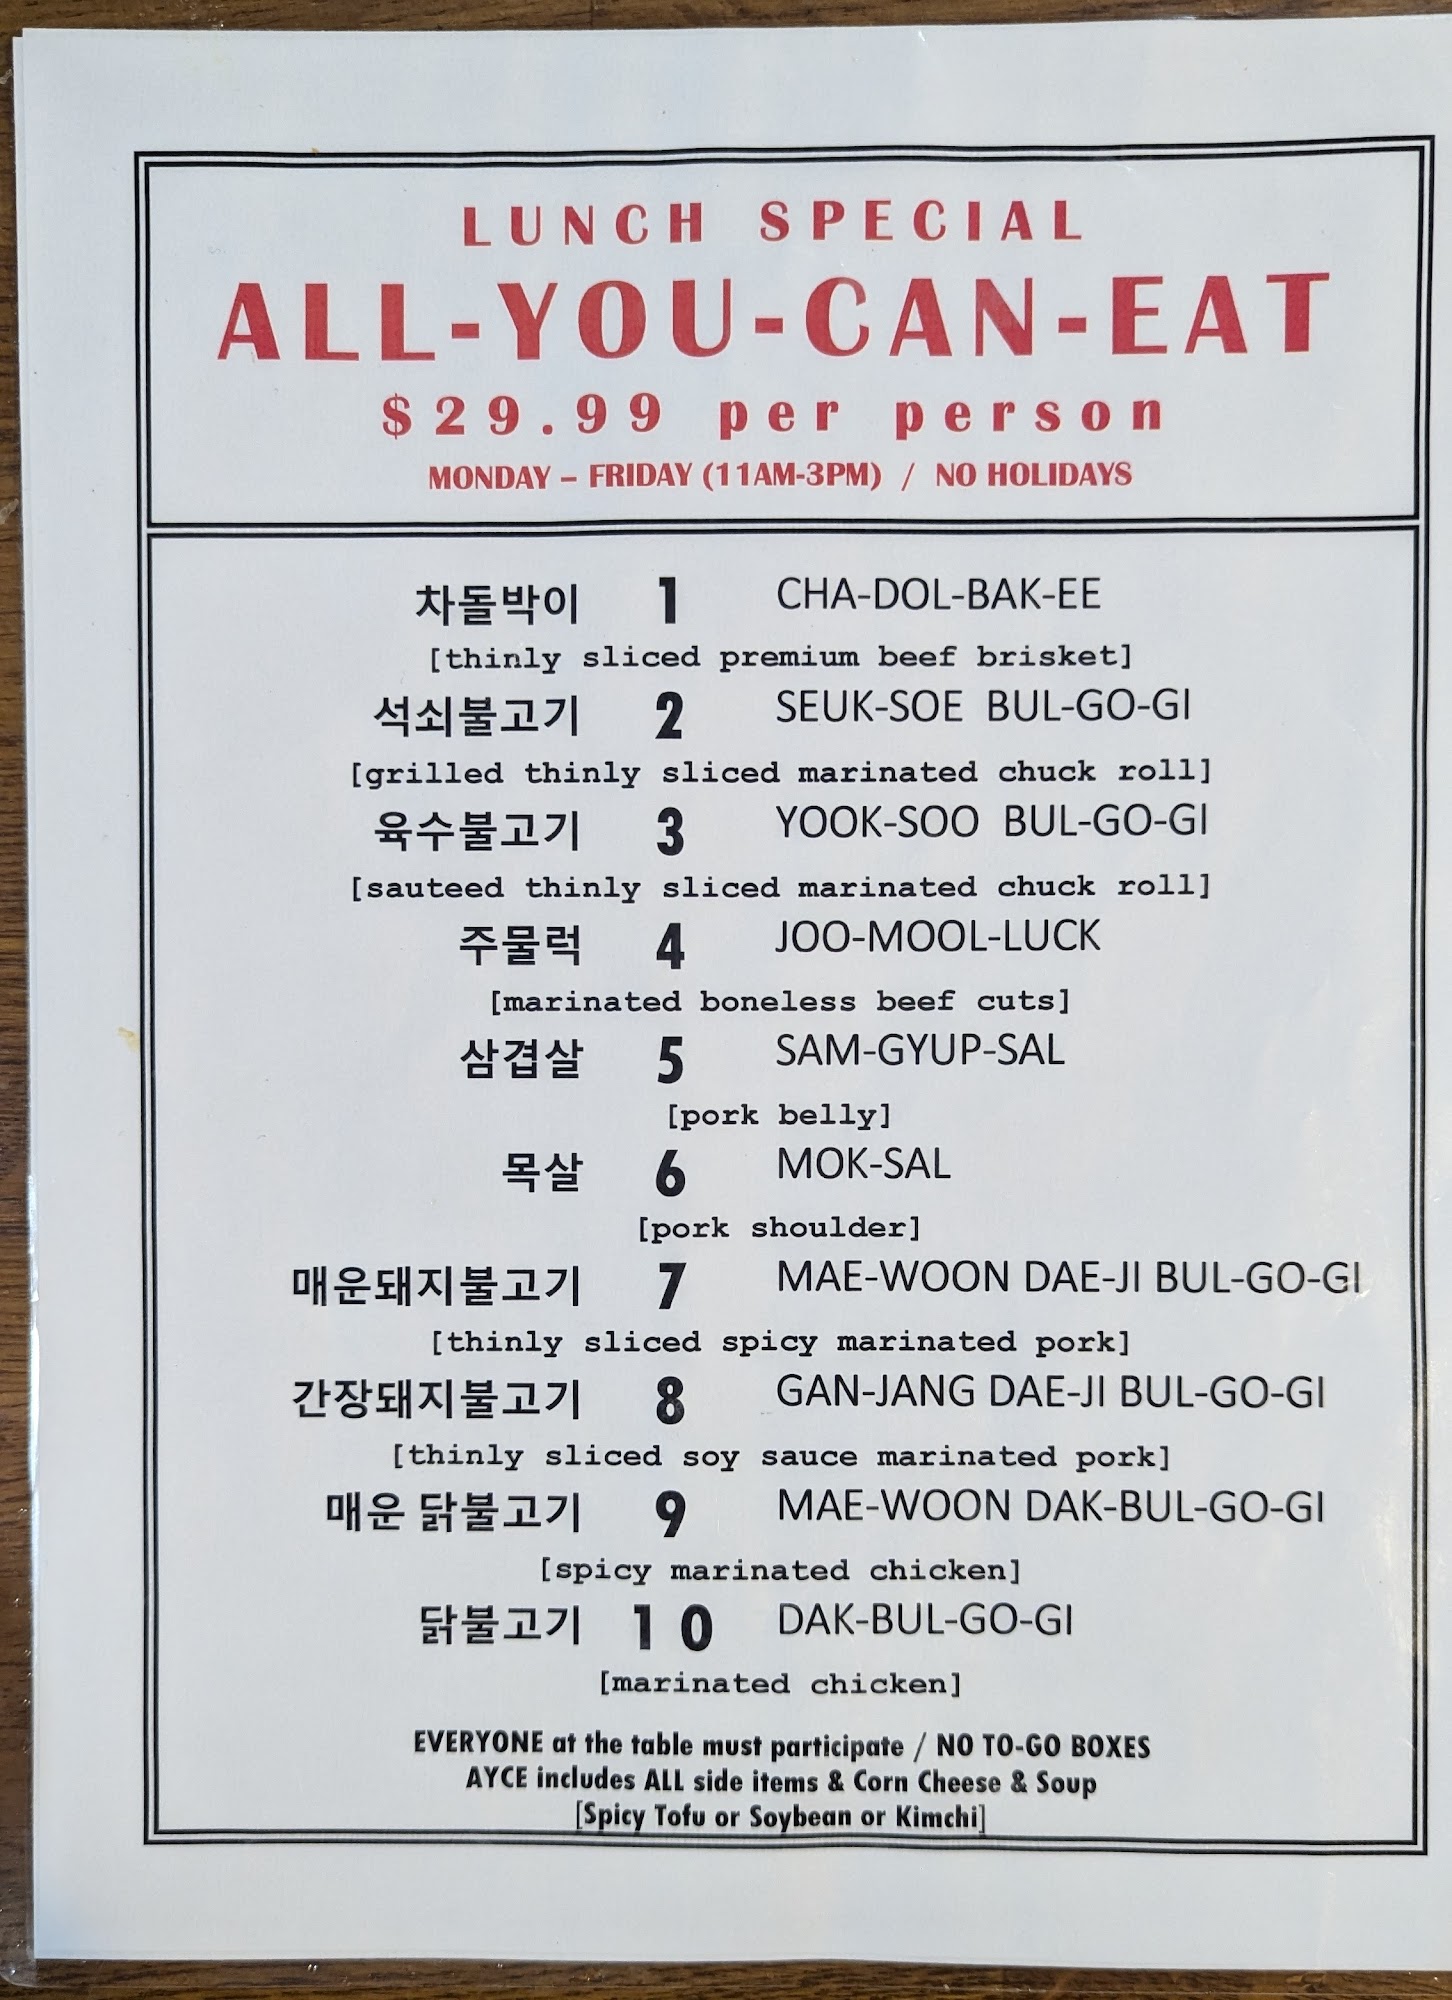 LUNCH SPECIAL
ALL-YOU-CAN-EAT
$29.99 per person
MONDAY – FRIDAY (11AM-3PM) / NO HOLIDAYS
차돌박이 1 CHA-DOL-BAK-EE
[thinly sliced premium beef brisket]
석쇠불고기 2 SEUK-SOE BUL-GO-GI
[grilled thinly sliced marinated chuck roll]
육수불고기 3 YOOK-SOO BUL-GO-GI
[sauteed thinly sliced marinated chuck roll]
주물럭 4 JOO-MOOL-LUCK
[marinated boneless beef cuts]
삼겹살 5 SAM-GYUP-SAL
[pork belly]
목살 6 MOK-SAL
[pork shoulder]
매운돼지불고기 7 MAE-WOON DAE-JI BUL-GO-GI
[thinly sliced spicy marinated pork]
간장돼지불고기 8 GAN-JANG DAE-JI BUL-GO-GI
[thinly sliced soy sauce marinated pork]
매운 닭불고기 9 MAE-WOON DAK-BUL-GO-GI
[spicy marinated chicken]
닭불고기 10 DAK-BUL-GO-GI
[marinated chicken]
EVERYONE at the table must participate / NO TO-GO BOXES
AYCE includes ALL side items & Corn Cheese & Soup
[Spicy Tofu or Soybean or Kimchi]